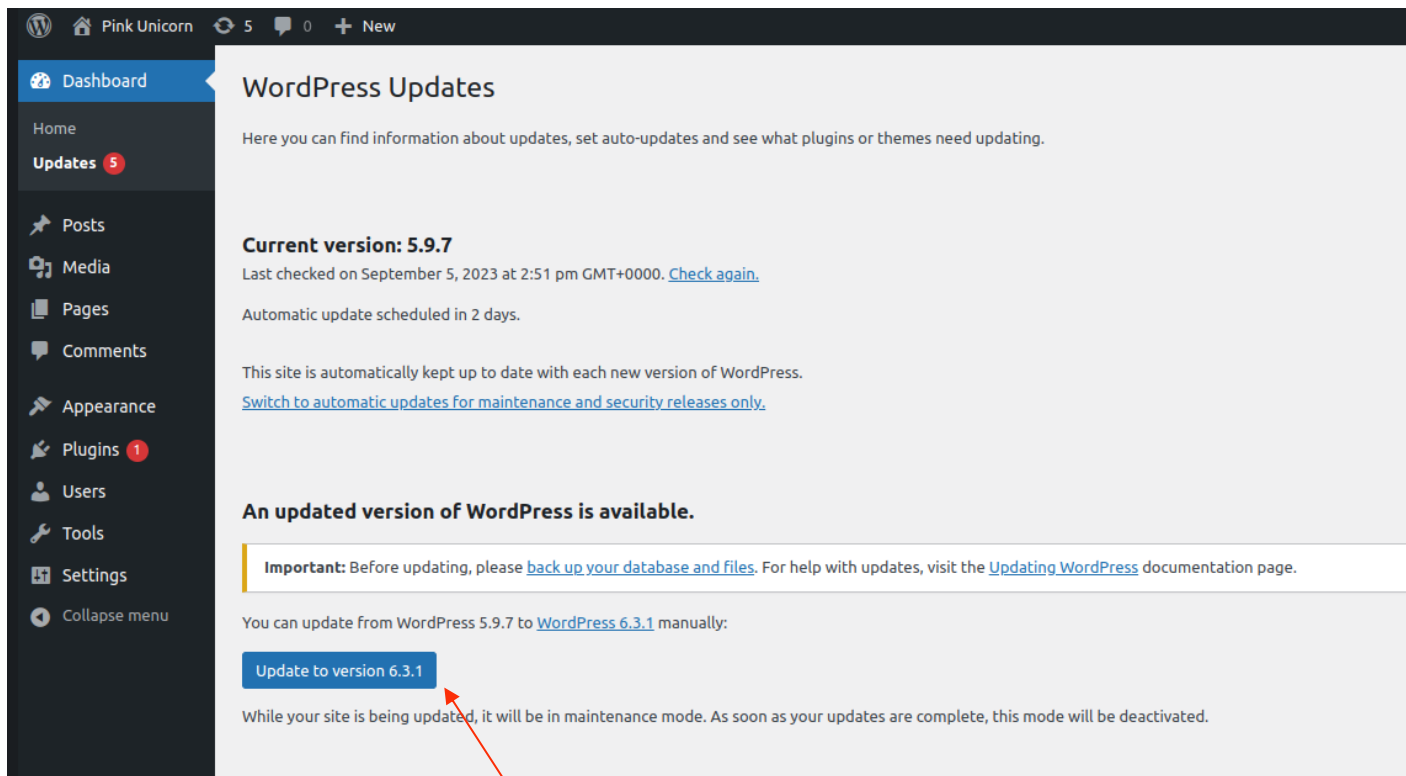 Pink Unicorn 5 0 + New
Dashboard
Home
Updates 5
Posts
Media
Pages
Comments
Appearance
Plugins 1
Users
Tools
Settings
Collapse menu
WordPress Updates
Here you can find information about updates, set auto-updates and see what plugins or themes need updating.
Current version: 5.9.7
Last checked on September 5, 2023 at 2:51 pm GMT+0000. Check again.
Automatic update scheduled in 2 days.
This site is automatically kept up to date with each new version of WordPress.
Switch to automatic updates for maintenance and security releases only.
An updated version of WordPress is available.
Important: Before updating, please back up your database and files. For help with updates, visit the Updating WordPress documentation page.
You can update from WordPress 5.9.7 to WordPress 6.3.1 manually:
Update to version 6.3.1
While your site is being updated, it will be in maintenance mode. As soon as your updates are complete, this mode will be deactivated.